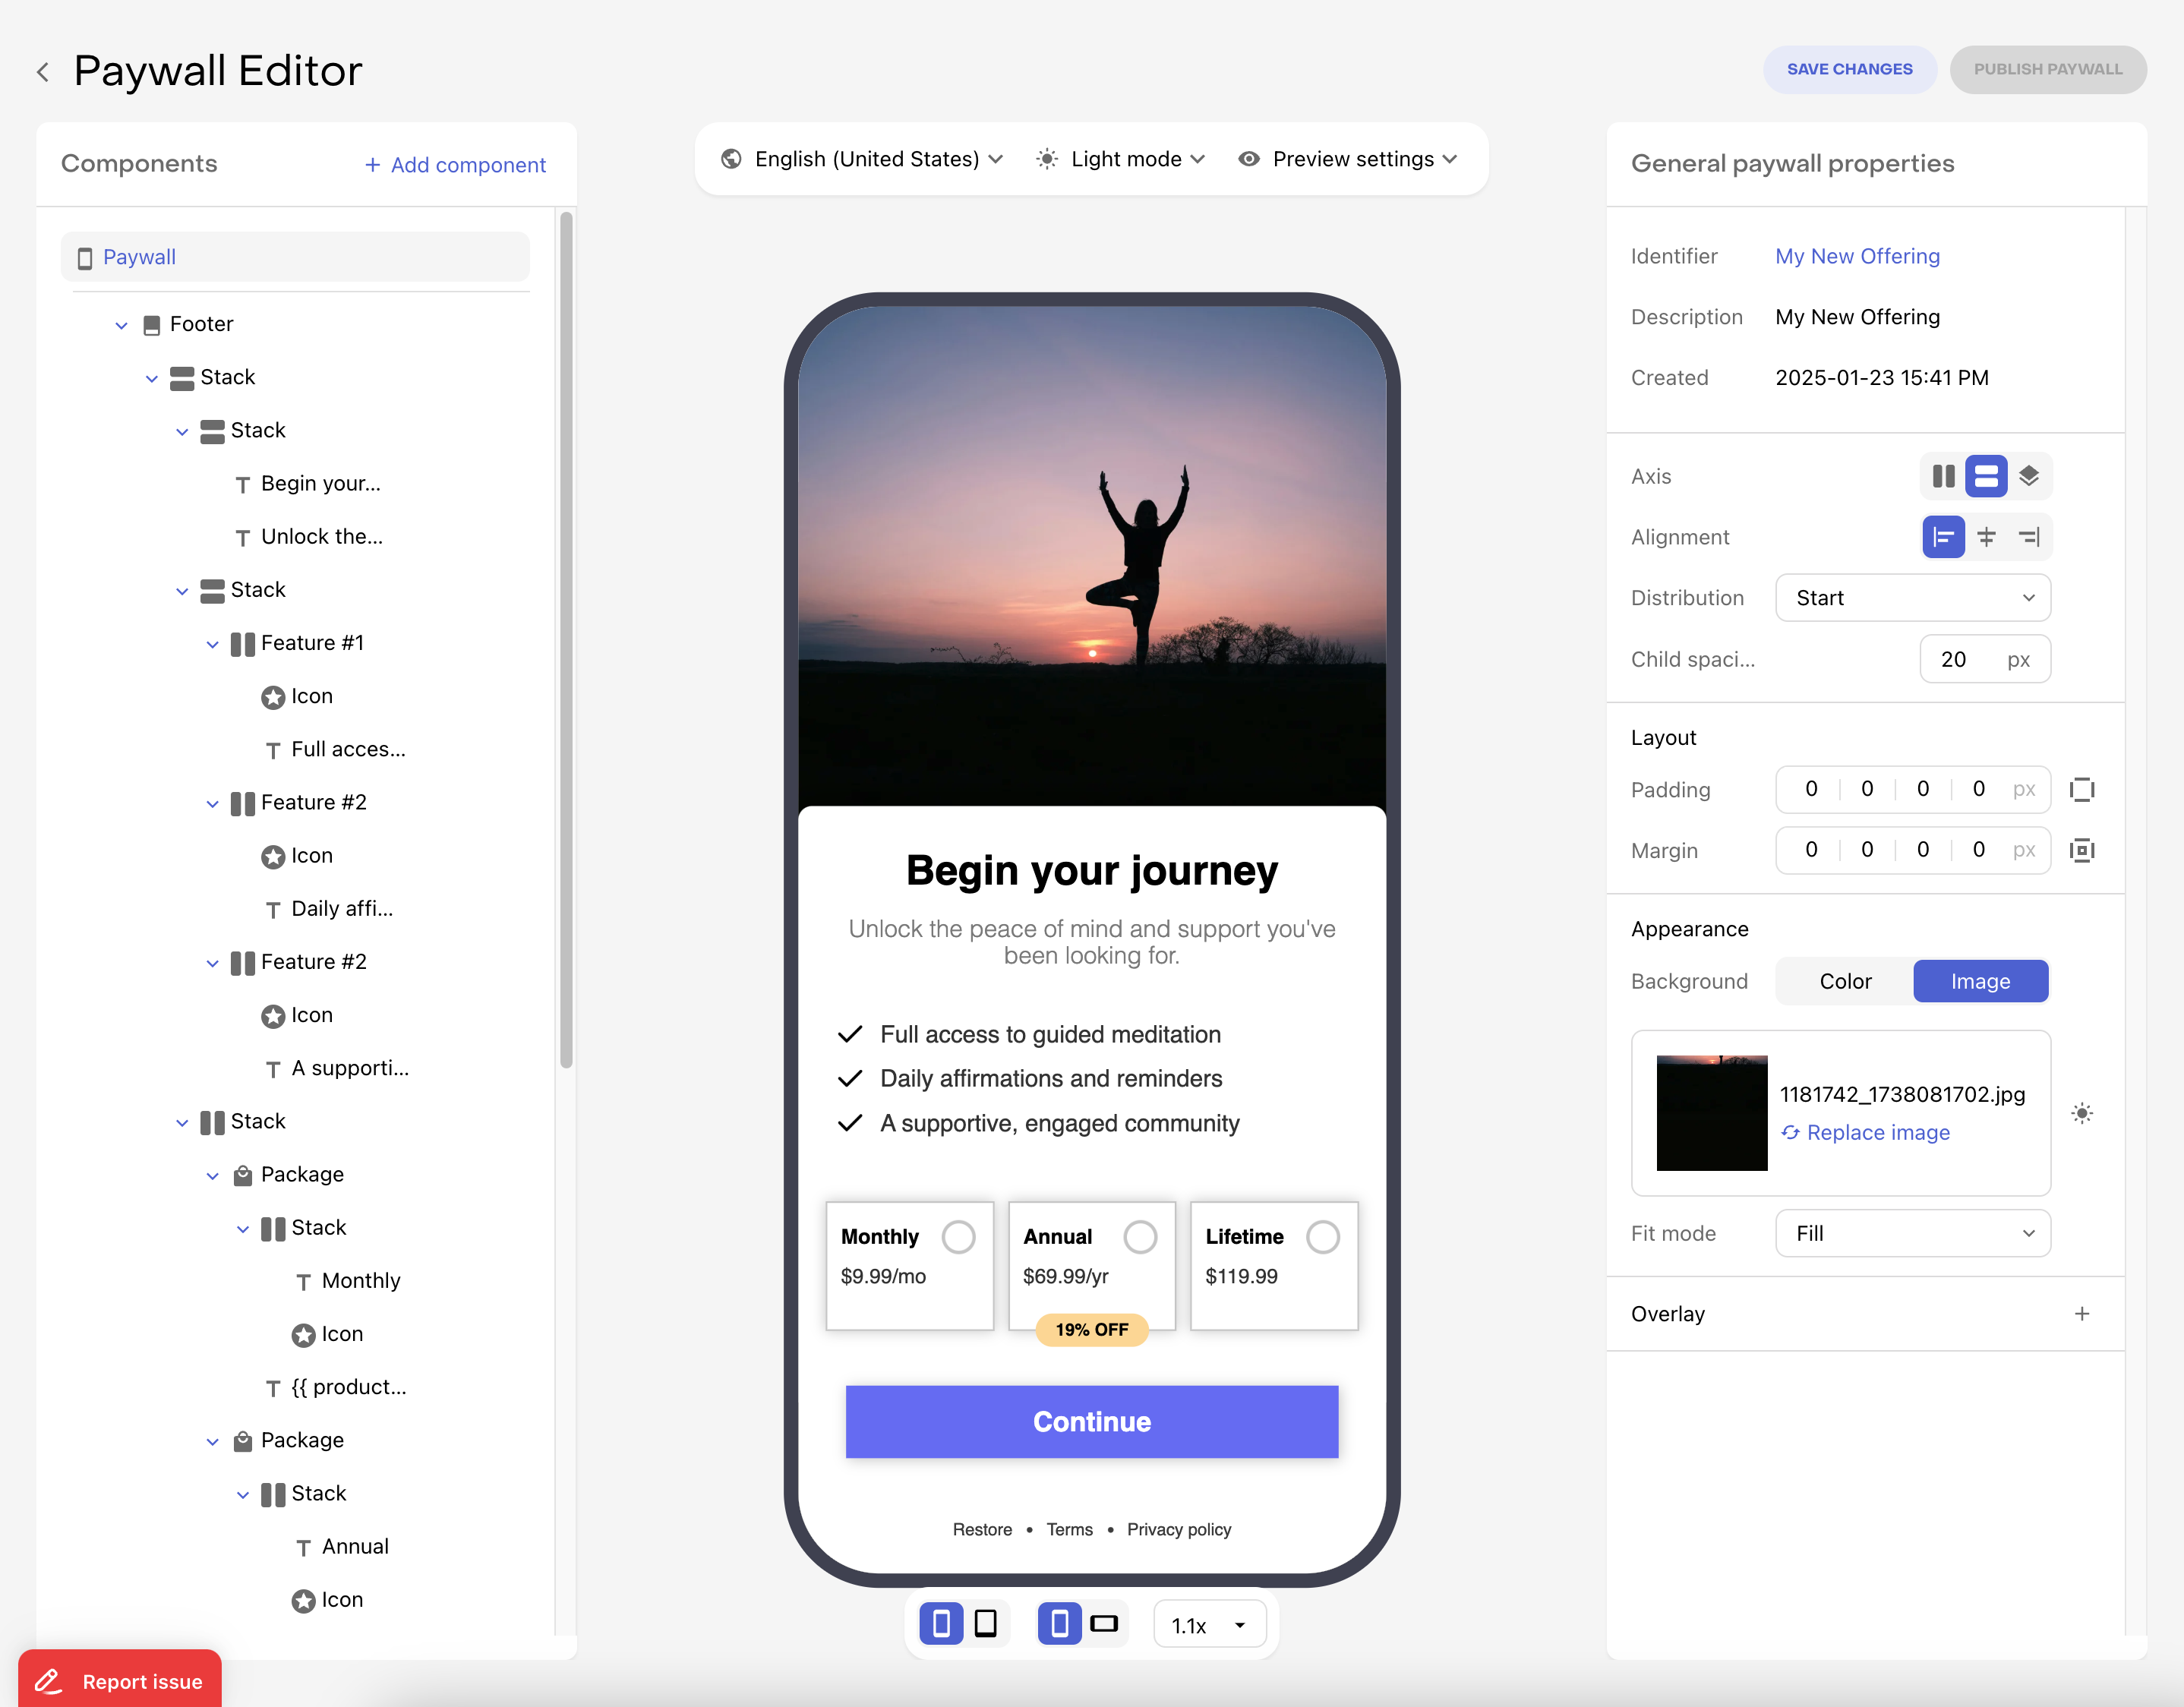 Paywall Editor
SAVE CHANGES
PUBLISH PAYWALL
Components
+ Add component
Paywall
Footer
Stack
Stack
Begin your...
Unlock the...
Stack
Feature #1
Icon
Full acces...
Feature #2
Icon
Daily affi...
Feature #2
Icon
A supporti...
Stack
Package
Stack
Monthly
Icon
{{ product...
Package
Stack
Annual
Icon
Report issue
English (United States)
Light mode
Preview settings
Begin your journey
Unlock the peace of mind and support you've
been looking for.
Full access to guided meditation
Daily affirmations and reminders
A supportive, engaged community
Monthly
$9.99/mo
Annual
$69.99/yr
19% OFF
Lifetime
$119.99
Continue
Restore • Terms • Privacy policy
1.1x
General paywall properties
Identifier My New Offering
Description My New Offering
Created 2025-01-23 15:41 PM
Axis
Alignment
Distribution Start
Child spaci... 20 px
Layout
Padding 0 0 0 0 px
Margin 0 0 0 0 px
Appearance
Background Color Image
1181742_1738081702.jpg
Replace image
Fit mode Fill
Overlay +